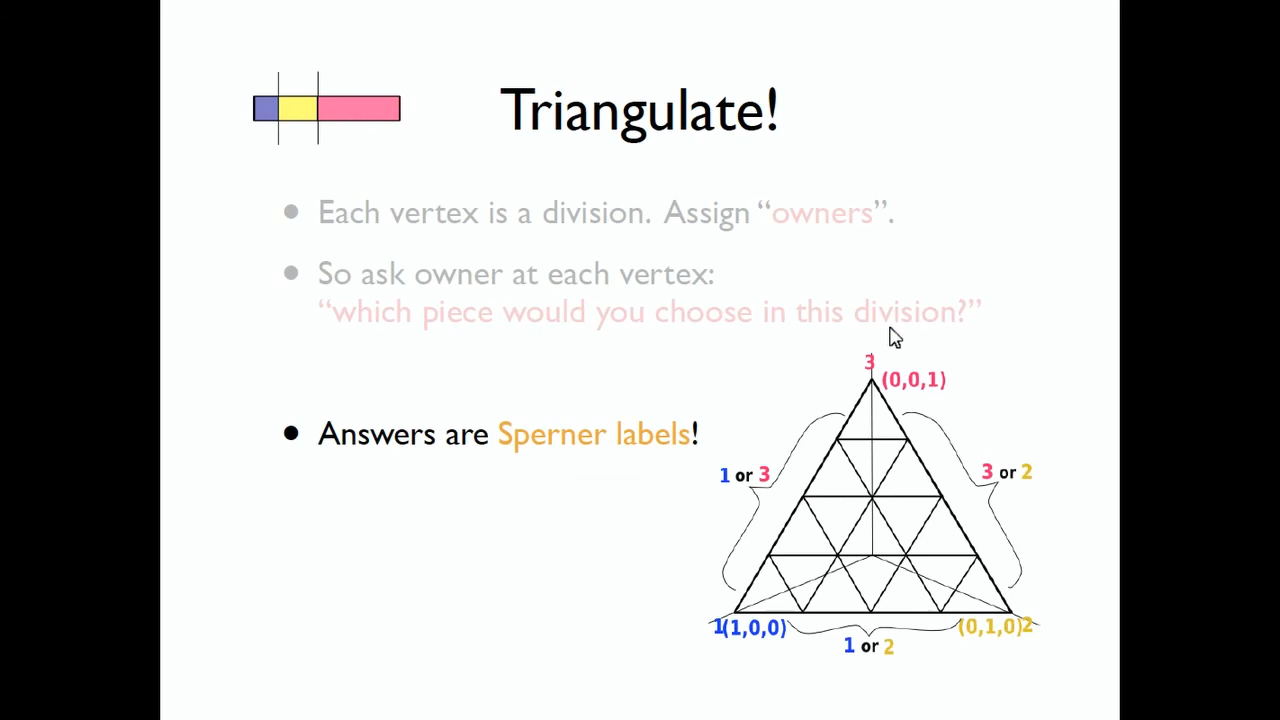 Triangulate!
• Each vertex is a division. Assign “owners”.
• So ask owner at each vertex:
“which piece would you choose in this division?”
3
(0,0,1)
• Answers are Sperner labels!
1 or 3
3 or 2
1(1,0,0)
(0,1,0)2
1 or 2